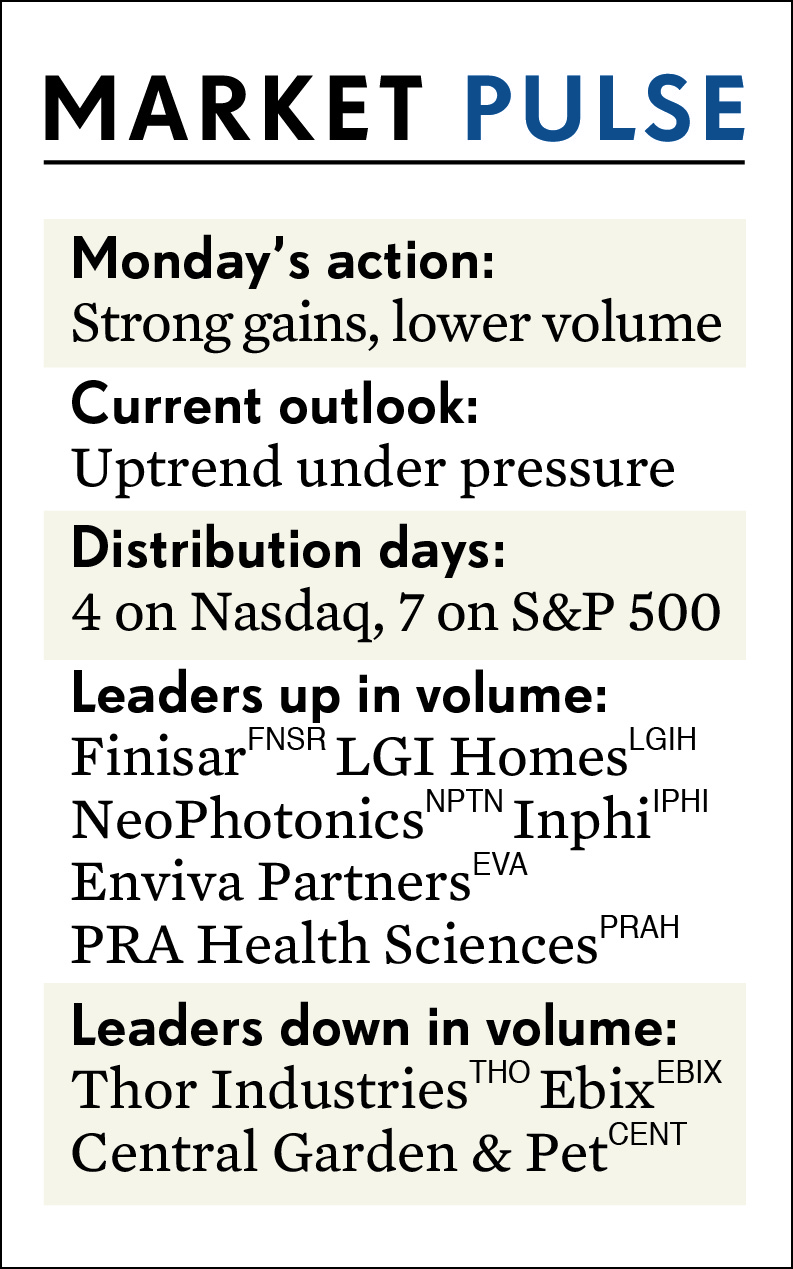 MARKET PULSE
Monday’s action:
Strong gains, lower volume
Current outlook:
Uptrend under pressure
Distribution days:
4 on Nasdaq, 7 on S&P 500
Leaders up in volume:
Finisar FNSR LGI Homes LGIH
NeoPhotonics NPTN Inphi IPHI
Enviva Partners EVA
PRA Health Sciences PRAH
Leaders down in volume:
Thor Industries THO Ebix EBIX
Central Garden & Pet CENT